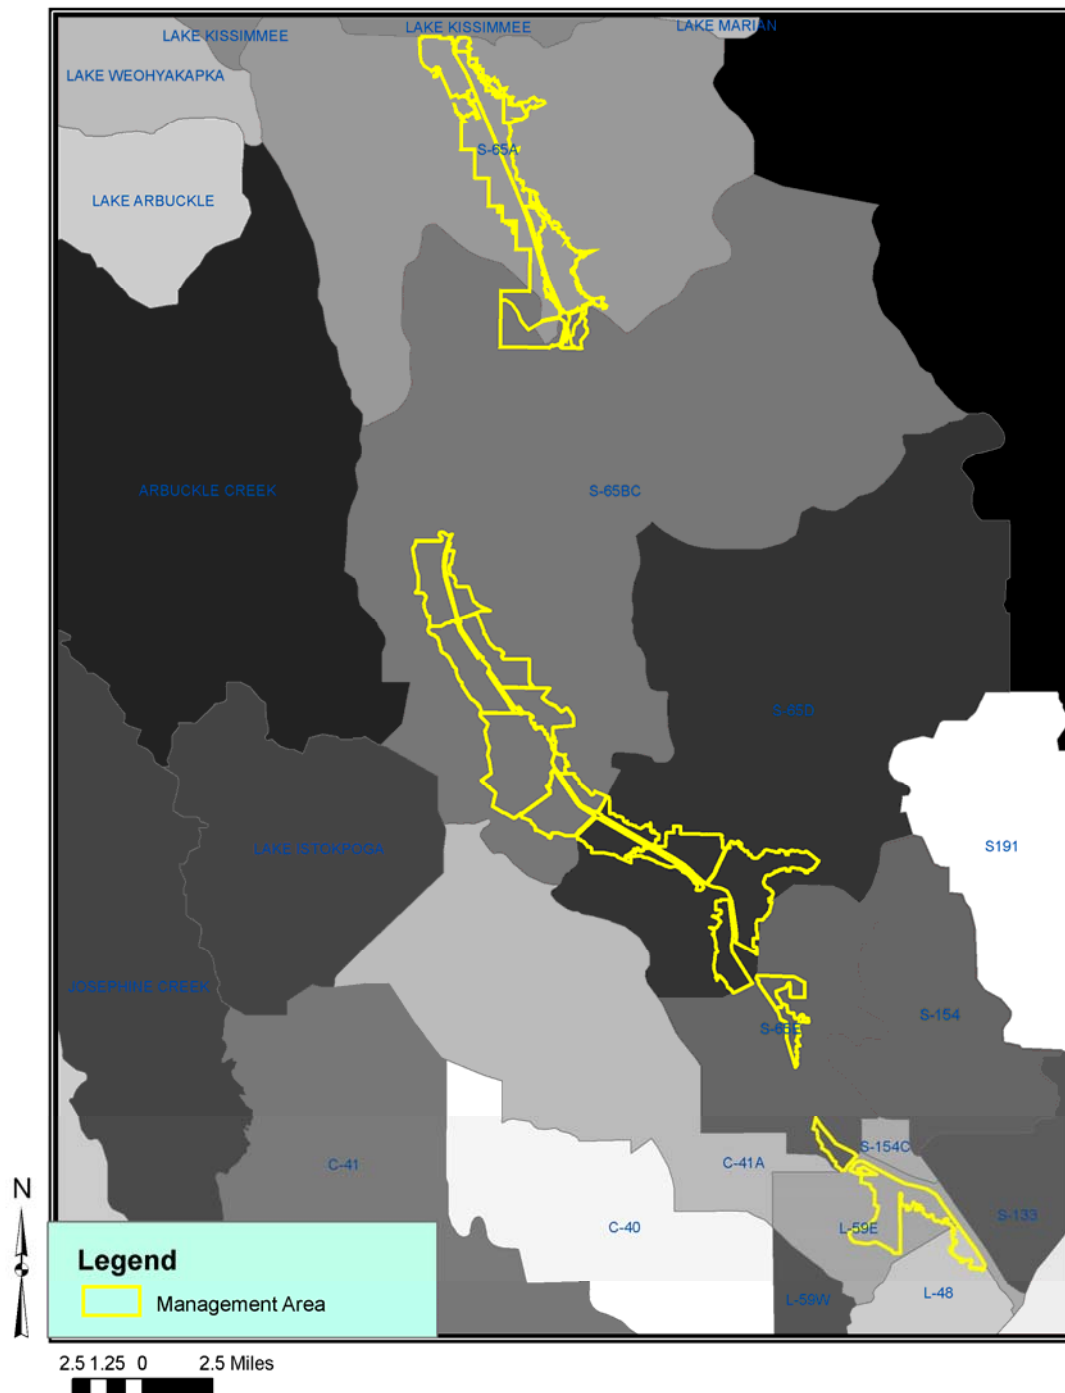 LAKE KISSIMMEE
LAKE KISSIMMEE
LAKE MARIAN
LAKE WEOHYAKAPKA
S-65A
LAKE ARBUCKLE
ARBUCKLE CREEK
S-65BC
S-65D
S191
LAKE ISTOKPOGA
JOSEPHINE CREEK
S-154
S-65E
S-154C
C-41
C-41A
S-133
C-40
L-59E
L-48
L-59W
N
Legend
Management Area
2.5 1.25 0 2.5 Miles